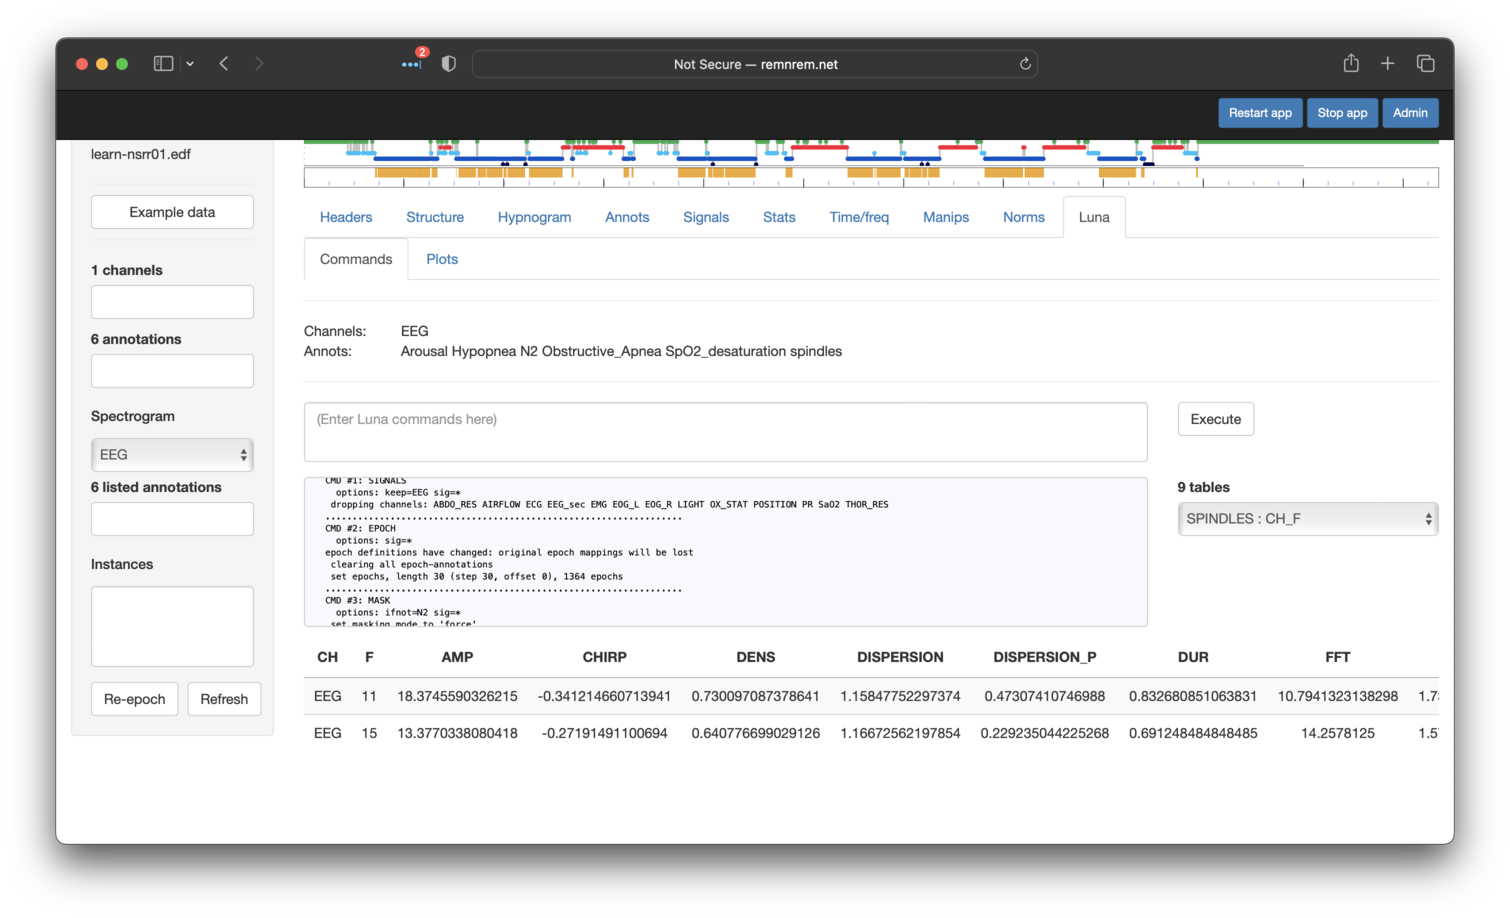 2
Not Secure — remnrem.net
Restart app
Stop app
Admin
learn-nsrr01.edf
Example data
1 channels
6 annotations
Spectrogram
EEG
6 listed annotations
Instances
Re-epoch
Refresh
Headers
Structure
Hypnogram
Annots
Signals
Stats
Time/freq
Manips
Norms
Luna
Commands
Plots
Channels: EEG
Annots: Arousal Hypopnea N2 Obstructive_Apnea SpO2_desaturation spindles
(Enter Luna commands here)
Execute
CMD #1: SIGNALS
options: keep=EEG sig=*
dropping channels: ABDO_RES AIRFLOW ECG EEG_sec EMG EOG_L EOG_R LIGHT OX_STAT POSITION PR SaO2 THOR_RES
..................................................................
CMD #2: EPOCH
options: sig=*
epoch definitions have changed: original epoch mappings will be lost
clearing all epoch-annotations
set epochs, length 30 (step 30, offset 0), 1364 epochs
..................................................................
CMD #3: MASK
options: ifnot=N2 sig=*
set masking mode to 'force'
9 tables
SPINDLES : CH_F
CH F AMP CHIRP DENS DISPERSION DISPERSION_P DUR FFT
EEG 11 18.3745590326215 -0.341214660713941 0.730097087378641 1.15847752297374 0.47307410746988 0.832680851063831 10.7941323138298 1.7
EEG 15 13.3770338080418 -0.27191491100694 0.640776699029126 1.16672562197854 0.229235044225268 0.691248484848485 14.2578125 1.5